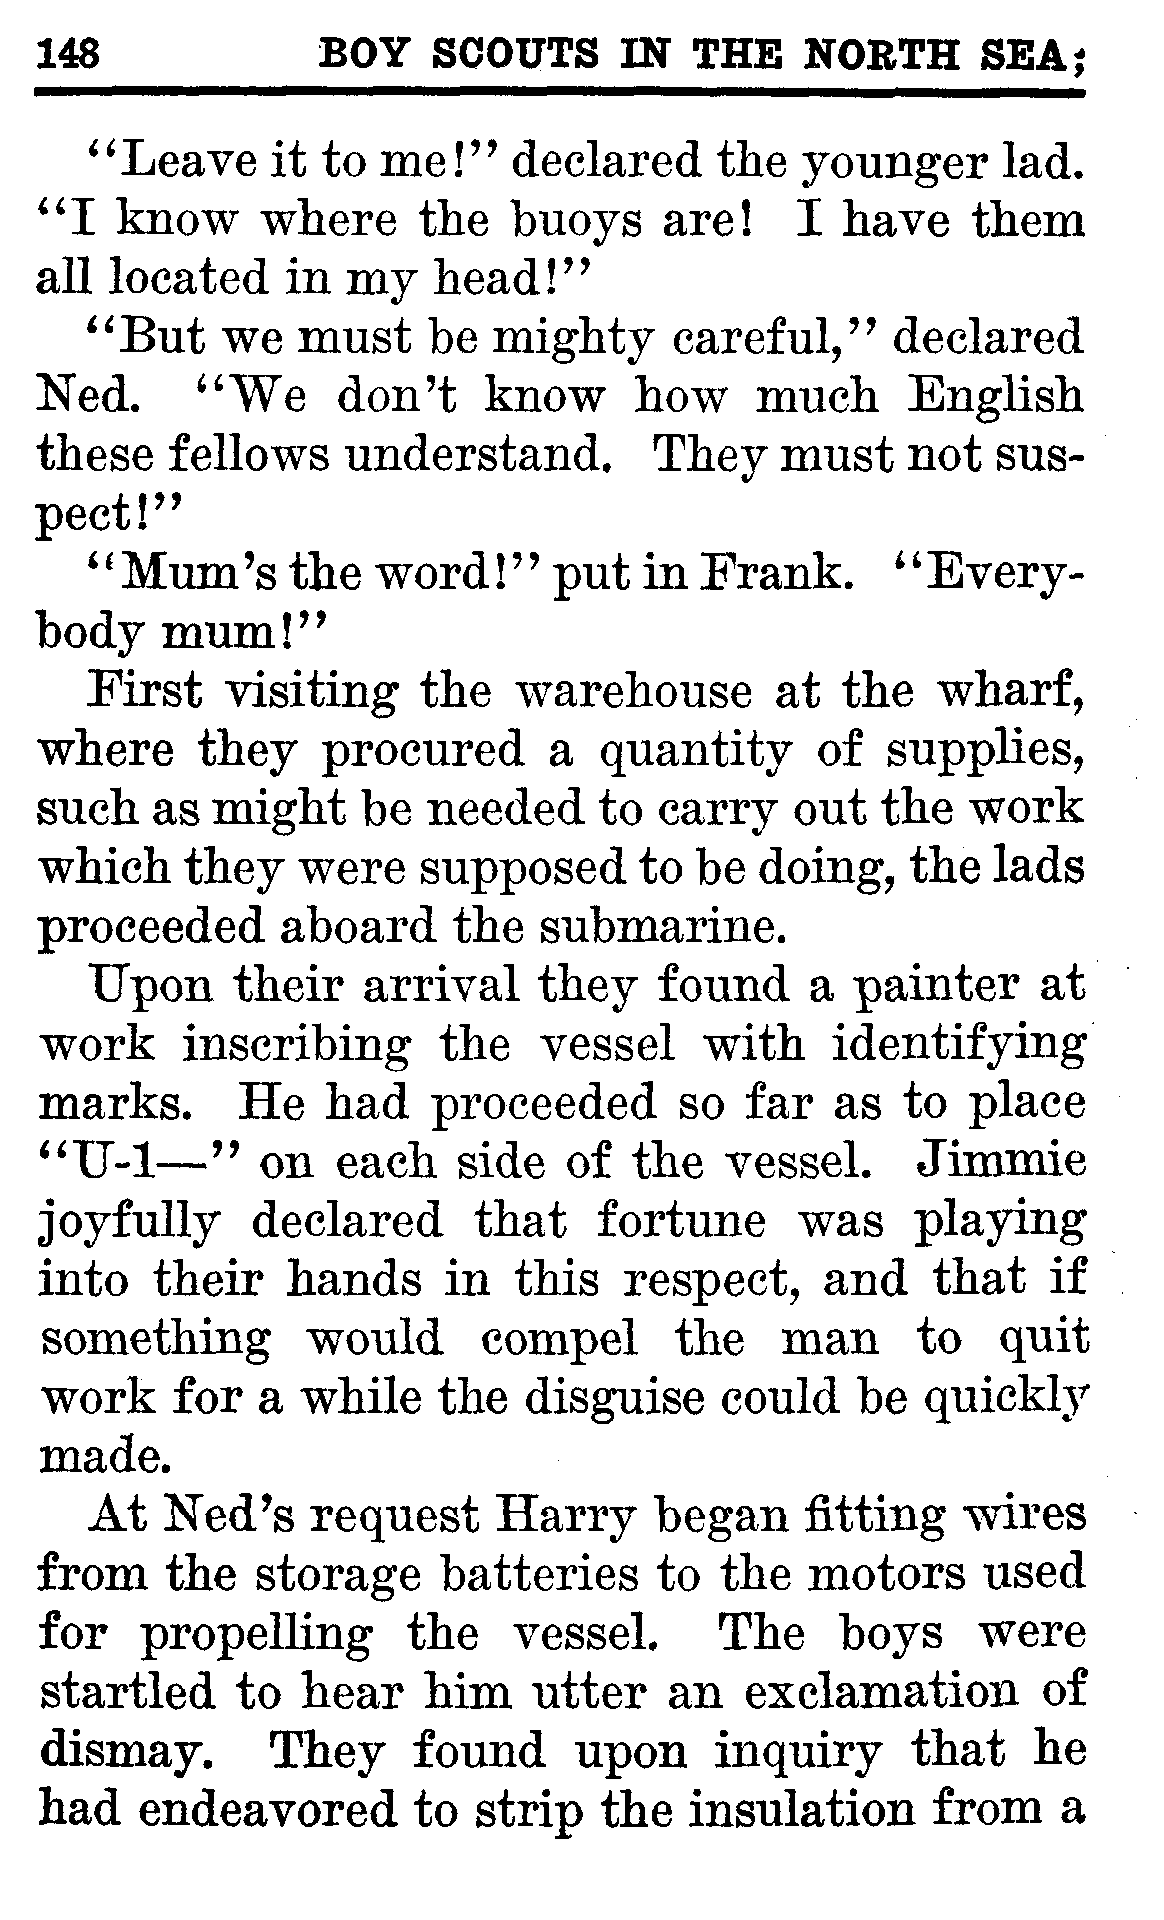 148 BOY SCOUTS IN THE NORTH SEA;
“Leave it to me!” declared the younger lad.
“I know where the buoys are! I have them
all located in my head!”
“But we must be mighty careful,” declared
Ned. “We don’t know how much English
these fellows understand. They must not sus-
pect!”
“Mum’s the word!” put in Frank. “Every-
body mum!”
First visiting the warehouse at the wharf,
where they procured a quantity of supplies,
such as might be needed to carry out the work
which they were supposed to be doing, the lads
proceeded aboard the submarine.
Upon their arrival they found a painter at
work inscribing the vessel with identifying
marks. He had proceeded so far as to place
“U-1—” on each side of the vessel. Jimmie
joyfully declared that fortune was playing
into their hands in this respect, and that if
something would compel the man to quit
work for a while the disguise could be quickly
made.
At Ned’s request Harry began fitting wires
from the storage batteries to the motors used
for propelling the vessel. The boys were
startled to hear him utter an exclamation of
dismay. They found upon inquiry that he
had endeavored to strip the insulation from a